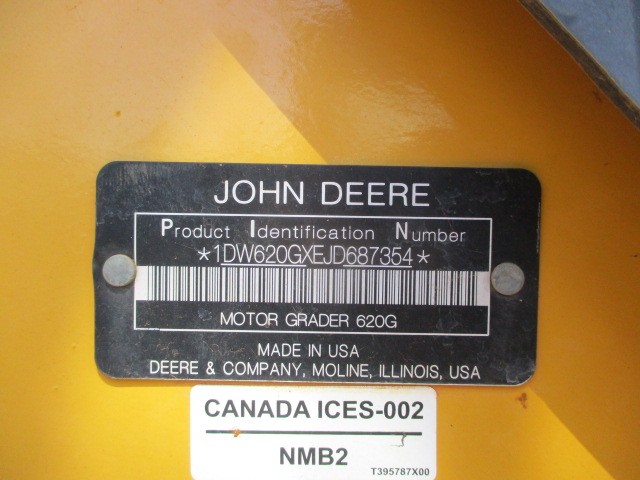 JOHN DEERE
Product Identification Number
*1DW620GXEJD687354*
MOTOR GRADER 620G
MADE IN USA
DEERE & COMPANY, MOLINE, ILLINOIS, USA
CANADA ICES-002
NMB2
T395787X00